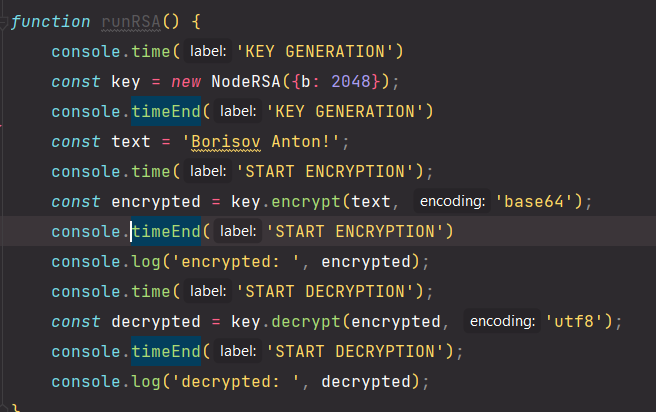 function runRSA() {
console.time( label: 'KEY GENERATION')
const key = new NodeRSA({b: 2048});
console.timeEnd( label: 'KEY GENERATION')
const text = 'Borisov Anton!';
console.time( label: 'START ENCRYPTION');
const encrypted = key.encrypt(text, encoding: 'base64');
console.timeEnd( label: 'START ENCRYPTION')
console.log('encrypted: ', encrypted);
console.time( label: 'START DECRYPTION');
const decrypted = key.decrypt(encrypted, encoding: 'utf8');
console.timeEnd( label: 'START DECRYPTION');
console.log('decrypted: ', decrypted);
}